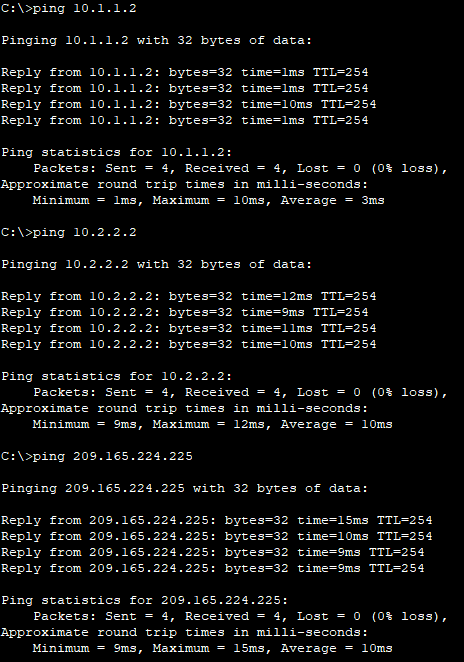 C:\>ping 10.1.1.2
Pinging 10.1.1.2 with 32 bytes of data:
Reply from 10.1.1.2: bytes=32 time=1ms TTL=254
Reply from 10.1.1.2: bytes=32 time=1ms TTL=254
Reply from 10.1.1.2: bytes=32 time=10ms TTL=254
Reply from 10.1.1.2: bytes=32 time=1ms TTL=254
Ping statistics for 10.1.1.2:
    Packets: Sent = 4, Received = 4, Lost = 0 (0% loss),
Approximate round trip times in milli-seconds:
    Minimum = 1ms, Maximum = 10ms, Average = 3ms
C:\>ping 10.2.2.2
Pinging 10.2.2.2 with 32 bytes of data:
Reply from 10.2.2.2: bytes=32 time=12ms TTL=254
Reply from 10.2.2.2: bytes=32 time=9ms TTL=254
Reply from 10.2.2.2: bytes=32 time=11ms TTL=254
Reply from 10.2.2.2: bytes=32 time=10ms TTL=254
Ping statistics for 10.2.2.2:
    Packets: Sent = 4, Received = 4, Lost = 0 (0% loss),
Approximate round trip times in milli-seconds:
    Minimum = 9ms, Maximum = 12ms, Average = 10ms
C:\>ping 209.165.224.225
Pinging 209.165.224.225 with 32 bytes of data:
Reply from 209.165.224.225: bytes=32 time=15ms TTL=254
Reply from 209.165.224.225: bytes=32 time=10ms TTL=254
Reply from 209.165.224.225: bytes=32 time=9ms TTL=254
Reply from 209.165.224.225: bytes=32 time=9ms TTL=254
Ping statistics for 209.165.224.225:
    Packets: Sent = 4, Received = 4, Lost = 0 (0% loss),
Approximate round trip times in milli-seconds:
    Minimum = 9ms, Maximum = 15ms, Average = 10ms